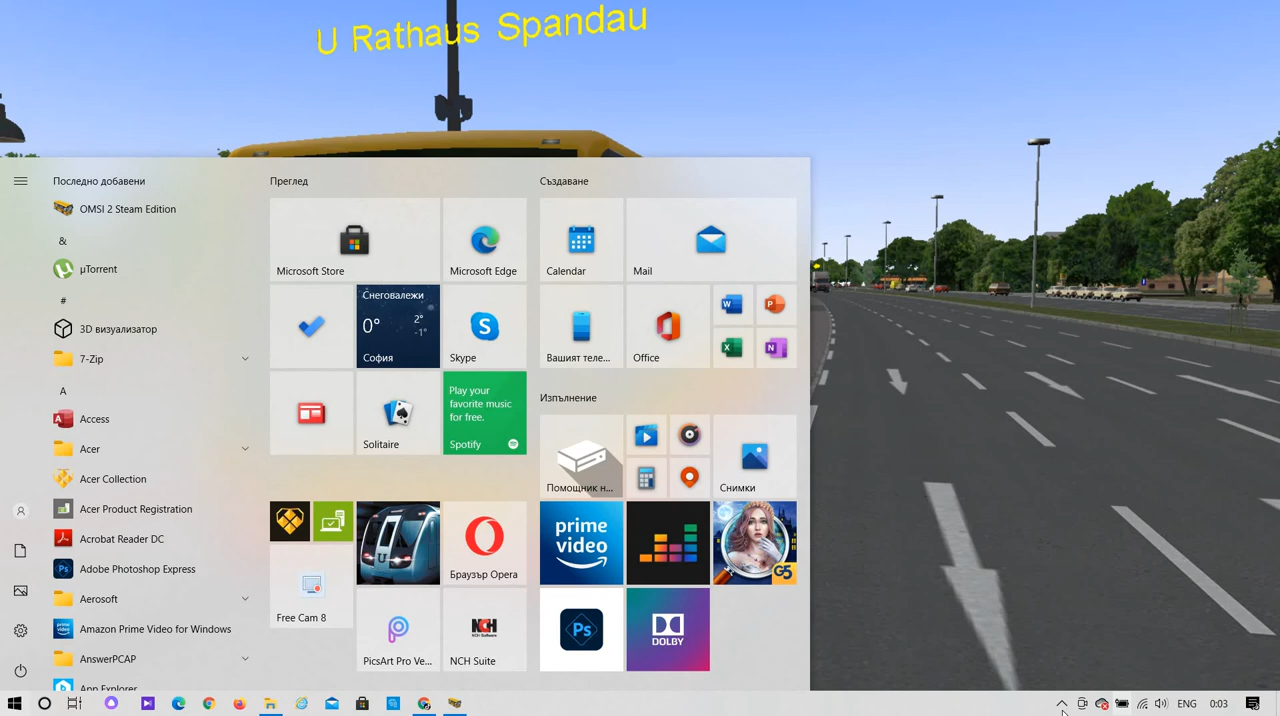 U Rathaus Spandau
Последно добавени
OMSI 2 Steam Edition
&
µTorrent
#
3D визуализатор
7-Zip
A
Access
Acer
Acer Collection
Acer Product Registration
Acrobat Reader DC
Adobe Photoshop Express
Aerosoft
Amazon Prime Video for Windows
AnswerPCAP
App Explorer
Преглед
Microsoft Store
Microsoft Edge
Снеговалежи
0°
2°
-1°
София
Skype
Solitaire
Play your
favorite music
for free.
Spotify
U
Браузър Opera
Free Cam 8
PicsArt Pro Ve...
NCH
NCH Suite
Създаване
Calendar
Mail
Вашият теле...
Office
Изпълнение
Помощник н...
Снимки
prime
video
G5
Ps
DOLBY
ENG
0:03